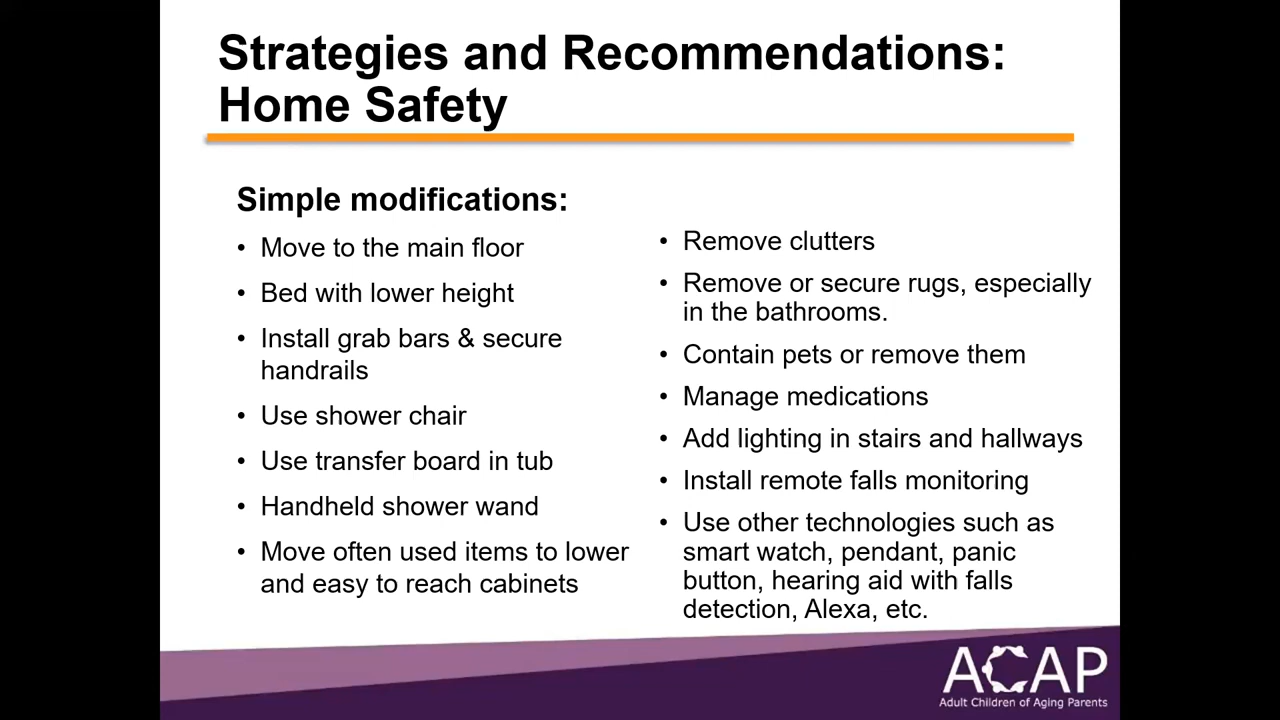 Strategies and Recommendations:
Home Safety
Simple modifications:
• Move to the main floor
• Bed with lower height
• Install grab bars & secure
handrails
• Use shower chair
• Use transfer board in tub
• Handheld shower wand
• Move often used items to lower
and easy to reach cabinets
• Remove clutters
• Remove or secure rugs, especially
in the bathrooms.
• Contain pets or remove them
• Manage medications
• Add lighting in stairs and hallways
• Install remote falls monitoring
• Use other technologies such as
smart watch, pendant, panic
button, hearing aid with falls
detection, Alexa, etc.
ACAP
Adult Children of Aging Parents